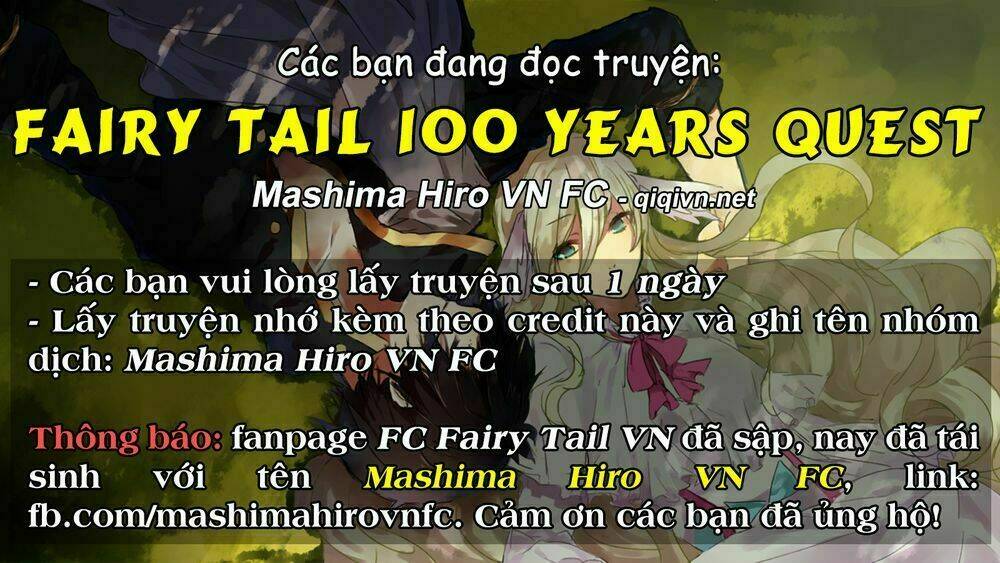 Các bạn đang đọc truyện:
FAIRY TAIL 100 YEARS QUEST
Mashima Hiro VN FC - qiqivn.net
- Các bạn vui lòng lấy truyện sau 1 ngày
- Lấy truyện nhớ kèm theo credit này và ghi tên nhóm
dịch: Mashima Hiro VN FC
Thông báo: fanpage FC Fairy Tail VN đã sập, nay đã tái
sinh với tên Mashima Hiro VN FC, link:
fb.com/mashimahirovnfc. Cảm ơn các bạn đã ủng hộ!